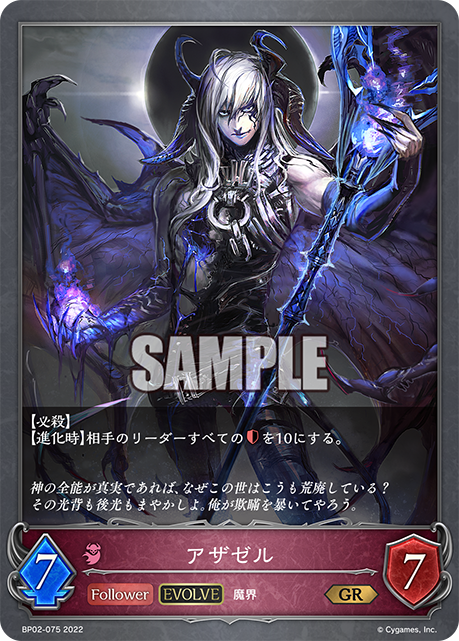 SAMPLE
【必殺】
【進化時】相手のリーダーすべての を10にする。
神の全能が真実であれば、なぜこの世はこうも荒廃している?
その光背も後光もまやかしよ。俺が欺瞞を暴いてやろう。
アザゼル
7
Follower EVOLVE 魔界 GR
7
BP02-075 2022
© Cygames, Inc.